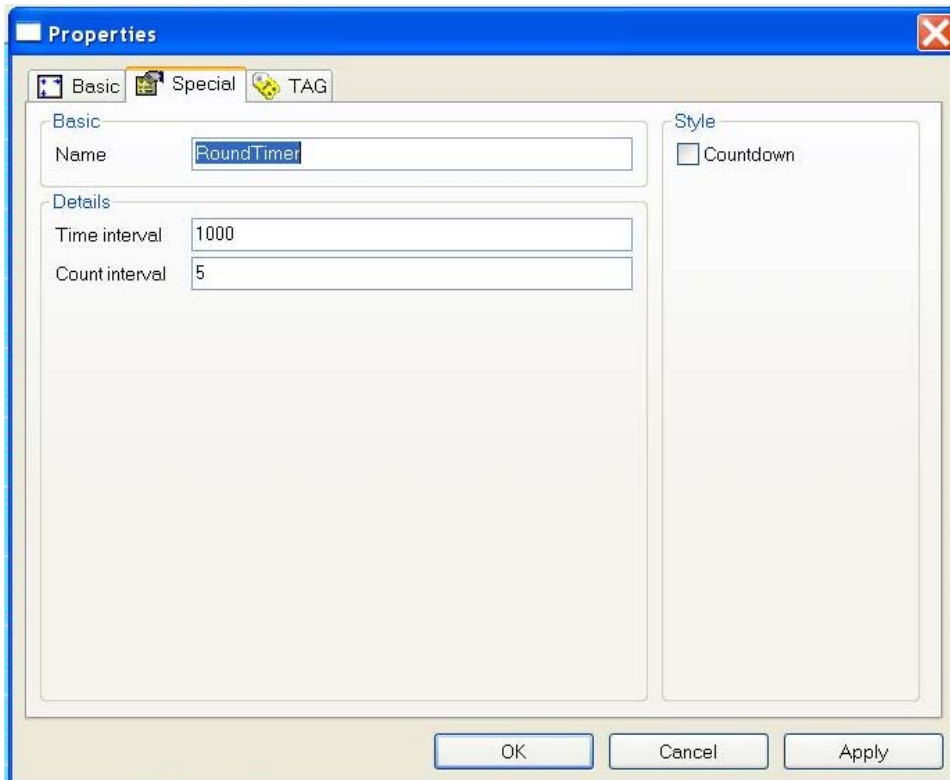 Properties
Basic Special TAG
Basic
Name RoundTimer
Details
Time interval 1000
Count interval 5
Style
Countdown
OK Cancel Apply